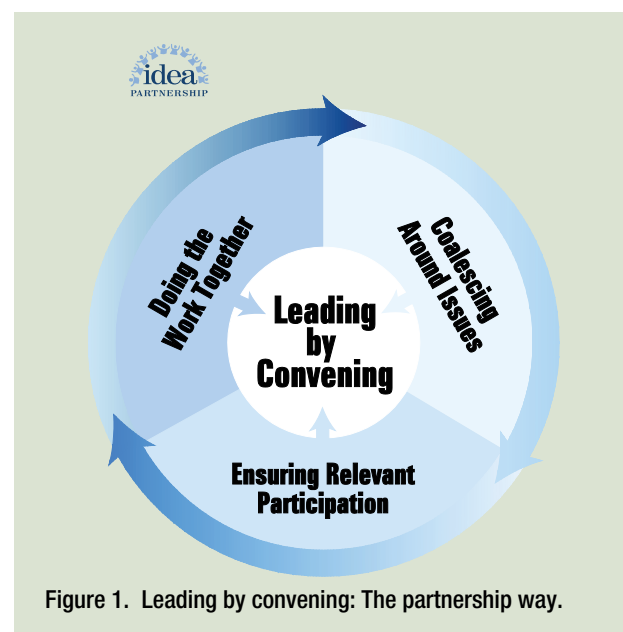 idea
PARTNERSHIP
Doing the
Work Together
Coalescing
Around Issues
Leading
by
Convening
Ensuring Relevant
Participation
Figure 1. Leading by convening: The partnership way.